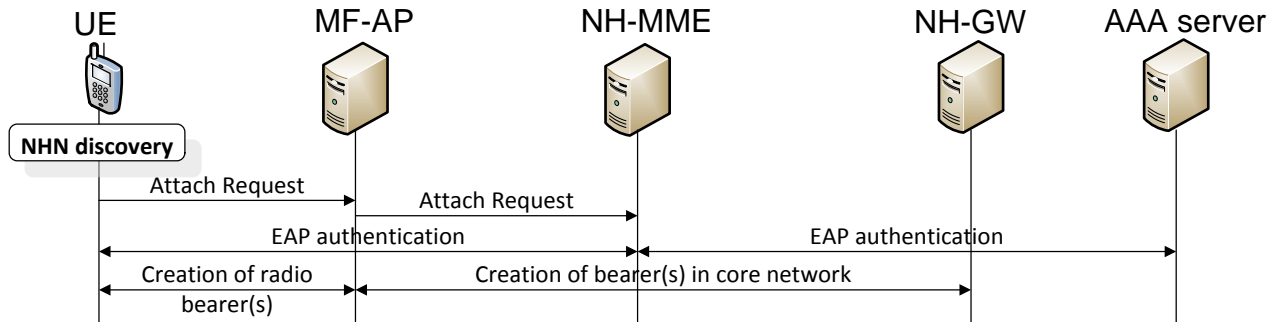 UE
MF-AP
NH-MME
NH-GW
AAA server
NHN discovery
Attach Request
Attach Request
EAP authentication
EAP authentication
Creation of radio
bearer(s)
Creation of bearer(s) in core network